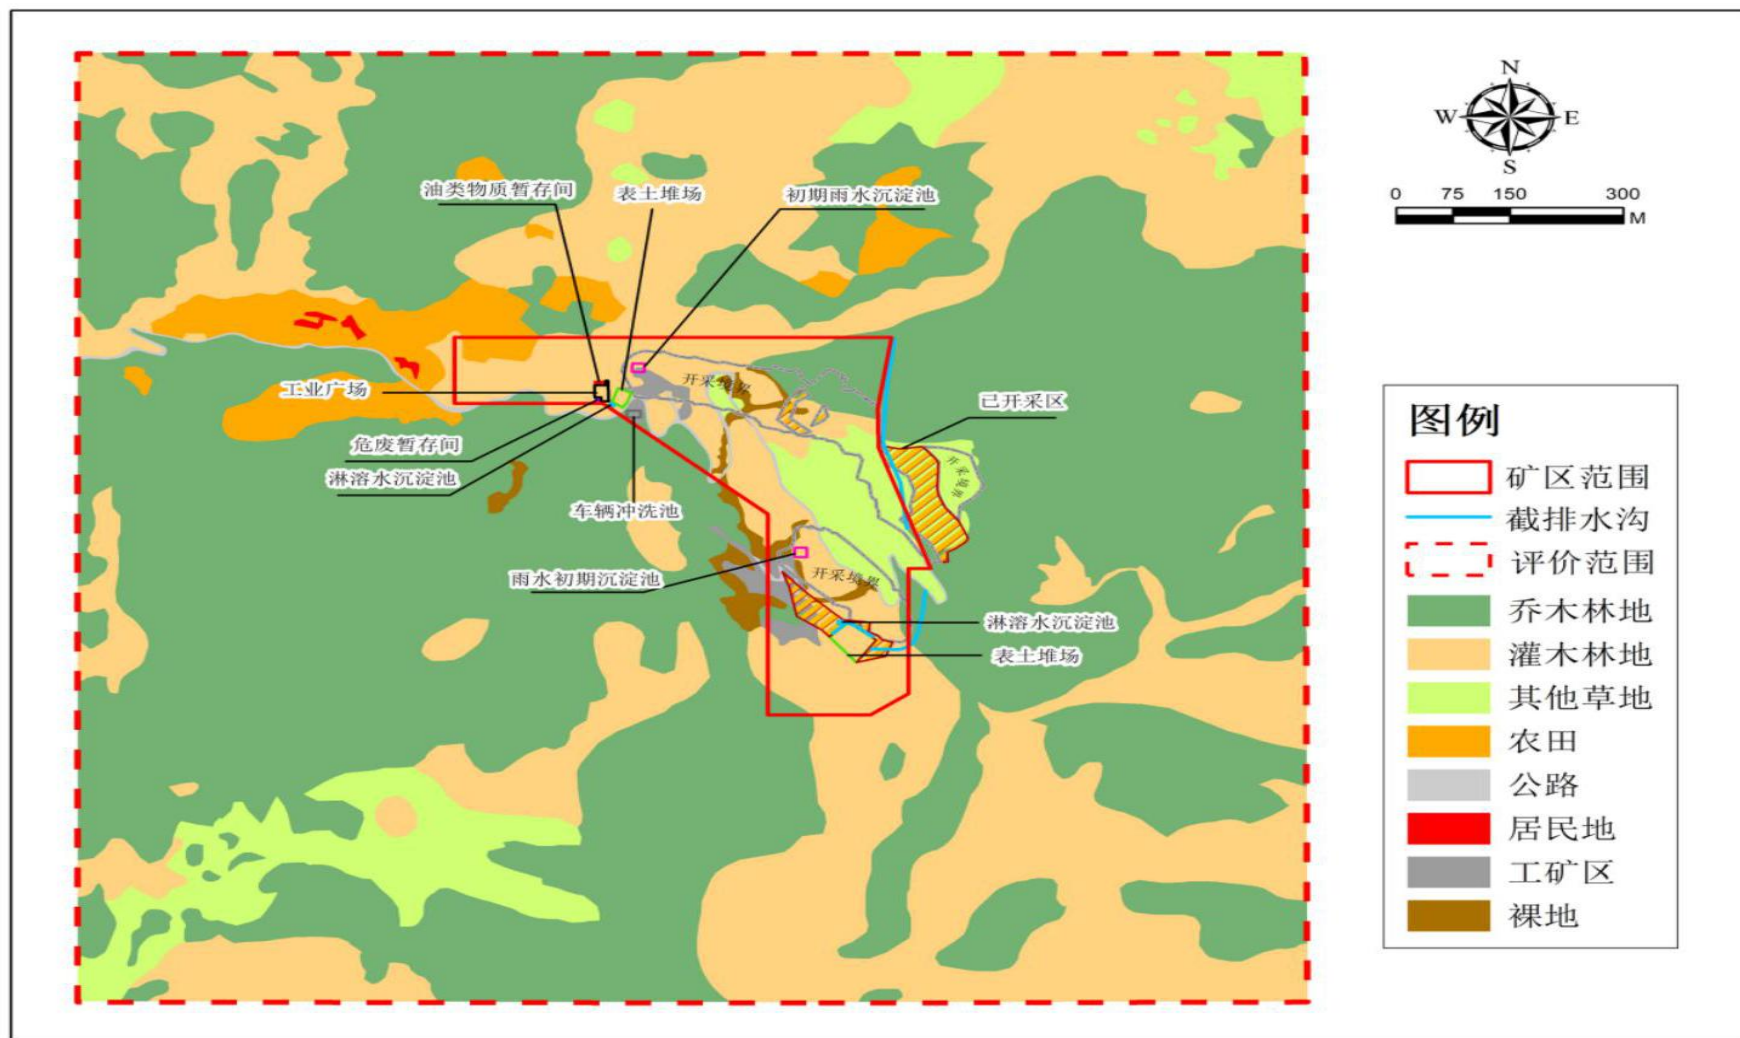 N
W
E
S
0 75 150 300
M
油类物质暂存间
表土堆场
初期雨水沉淀池
工业广场
开采境界
已开采区
开采境界
危废暂存间
淋溶水沉淀池
车辆冲洗池
雨水初期沉淀池
开采境界
淋溶水沉淀池
表土堆场
图例
矿区范围
截排水沟
评价范围
乔木林地
灌木林地
其他草地
农田
公路
居民地
工矿区
裸地